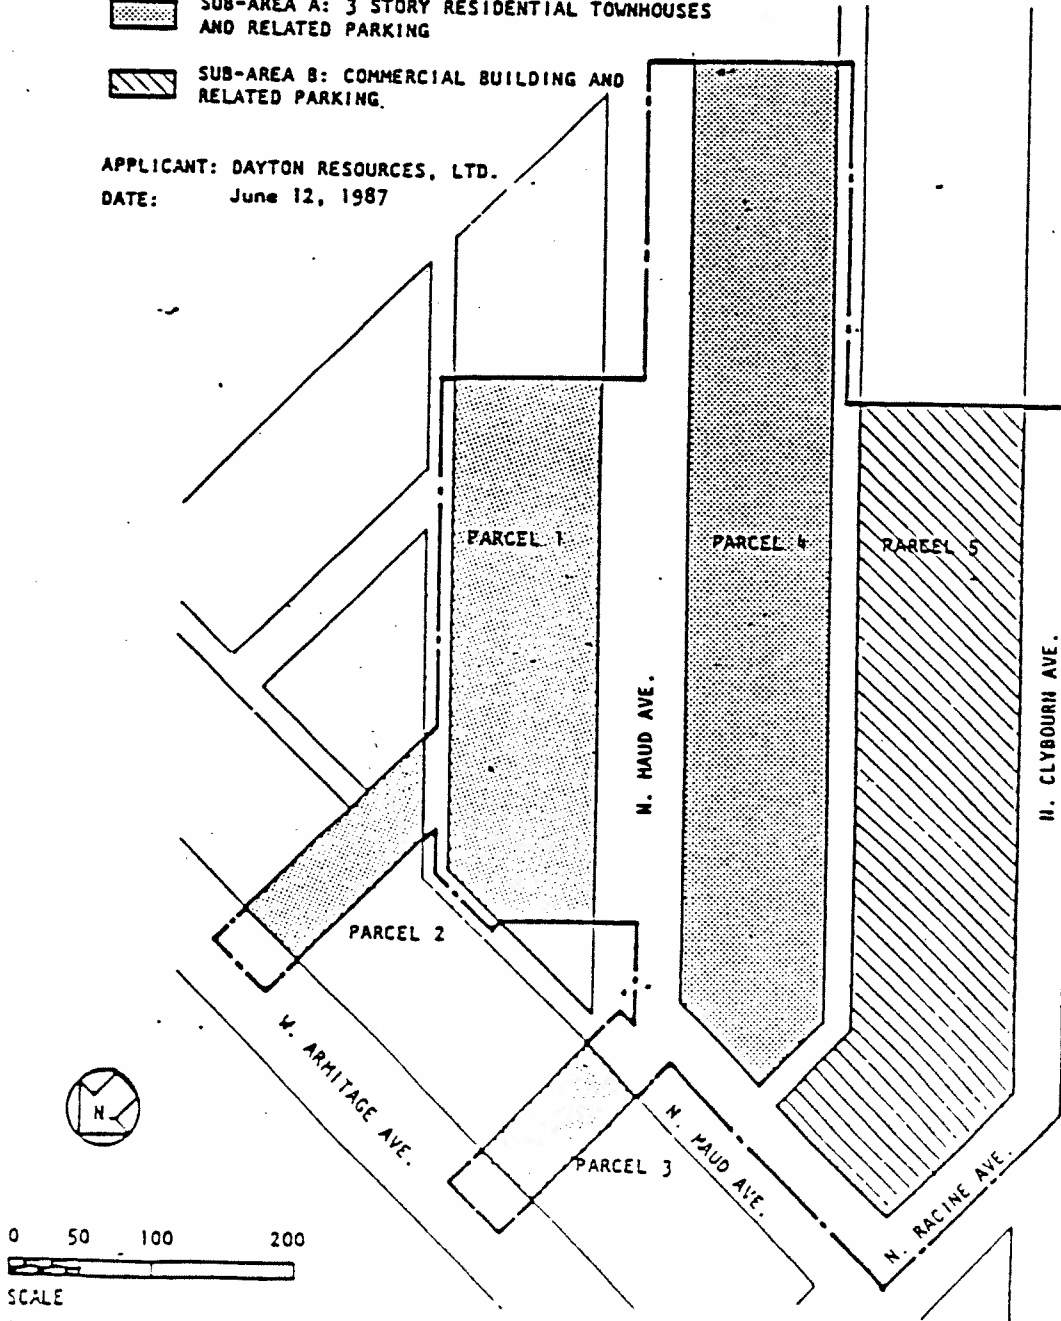 SUB-AREA A: 3 STORY RESIDENTIAL TOWNHOUSES
AND RELATED PARKING
SUB-AREA B: COMMERCIAL BUILDING AND
RELATED PARKING.
APPLICANT: DAYTON RESOURCES, LTD.
DATE: June 12, 1987
PARCEL 1
PARCEL 4
PARCEL 5
N. HAUD AVE.
N. CLYBOURN AVE.
PARCEL 2
W. ARMITAGE AVE.
N
PARCEL 3
N. MAUD AVE.
N. RACINE AVE.
0 50 100 200
SCALE